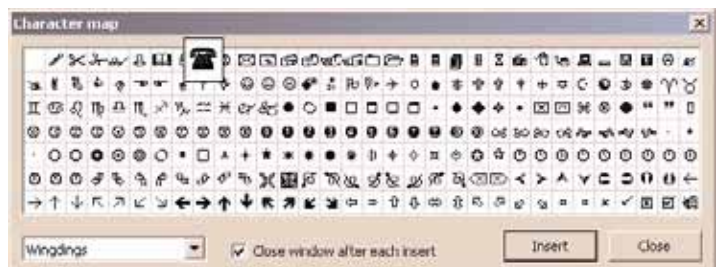 Character map
Wingdings
Close window after each insert
Insert
Close